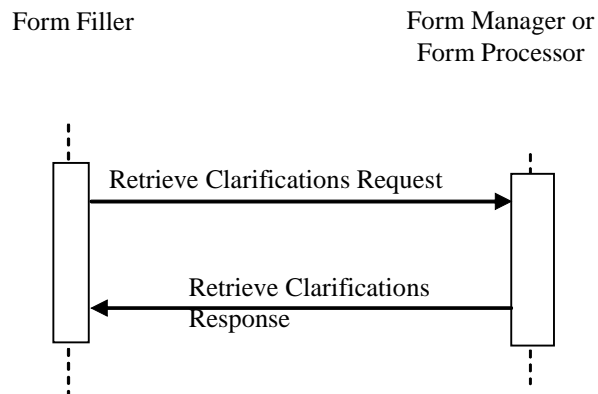 Form Filler
Form Manager or
Form Processor
Retrieve Clarifications Request
Retrieve Clarifications
Response